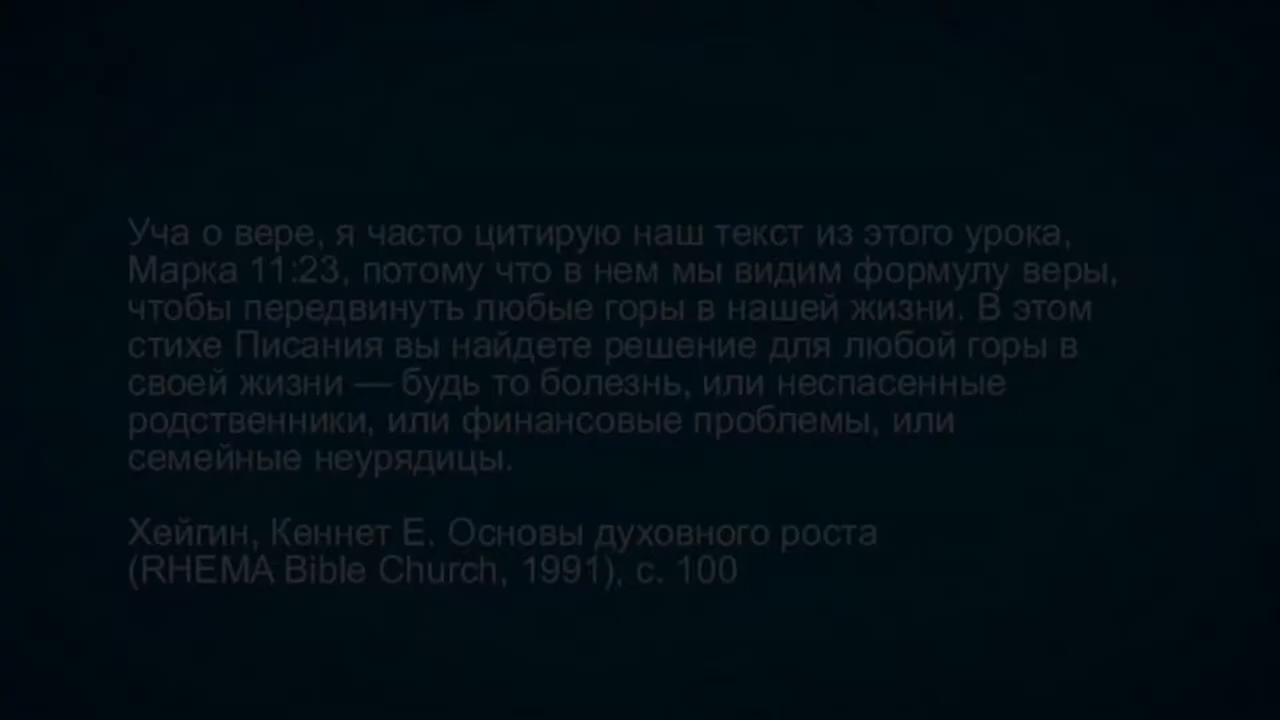 Уча о вере, я часто цитирую наш текст из этого урока,
Марка 11:23, потому что в нем мы видим формулу веры,
чтобы передвинуть любые горы в нашей жизни. В этом
стихе Писания вы найдете решение для любой горы в
своей жизни — будь то болезнь, или неспасенные
родственники, или финансовые проблемы, или
семейные неурядицы.
Хейгин, Кеннет Е. Основы духовного роста
(RHEMA Bible Church, 1991), с. 100